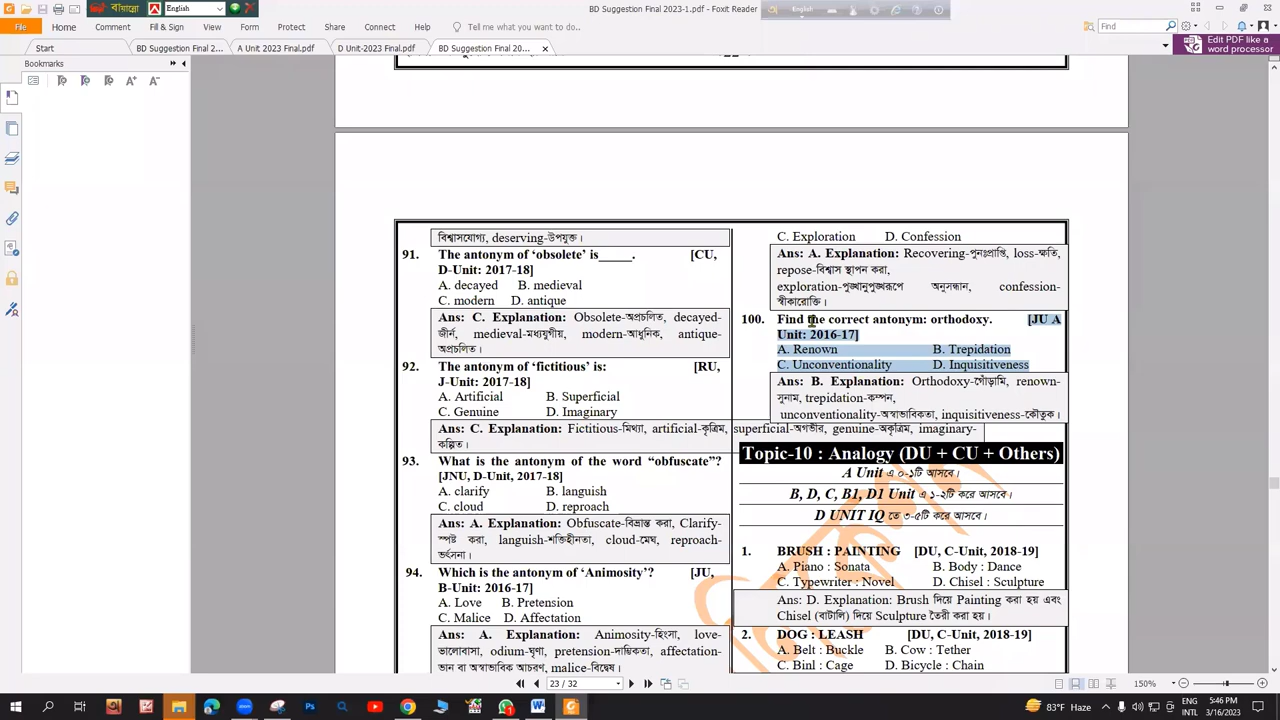 বায়ান্নো
English
BD Suggestion Final 2023-1.pdf - Foxit Reader
English
File
Home
Comment
Fill & Sign
View
Form
Protect
Share
Connect
Help
Tell me what you want to do..
Find
Start
BD Suggestion Final 2...
A Unit 2023 Final.pdf
D Unit-2023 Final.pdf
BD Suggestion Final 20...
Edit PDF like a
word processor
Bookmarks
বিশ্বাসযোগ্য, deserving-উপযুক্ত।
91. The antonym of ‘obsolete’ is_____. [CU,
D-Unit: 2017-18]
A. decayed B. medieval
C. modern D. antique
Ans: C. Explanation: Obsolete-অপ্রচলিত, decayed-
জীর্ন, medieval-মধ্যযুগীয়, modern-আধুনিক, antique-
অপ্রচলিত।
92. The antonym of ‘fictitious’ is: [RU,
J-Unit: 2017-18]
A. Artificial B. Superficial
C. Genuine D. Imaginary
Ans: C. Explanation: Fictitious-মিথ্যা, artificial-কৃত্রিম, superficial-অগভীর, genuine-অকৃত্রিম, imaginary-
কল্পিত।
93. What is the antonym of the word “obfuscate”?
[JNU, D-Unit, 2017-18]
A. clarify B. languish
C. cloud D. reproach
Ans: A. Explanation: Obfuscate-বিভ্রান্ত করা, Clarify-
স্পষ্ট করা, languish-শক্তিহীনতা, cloud-মেঘ, reproach-
ভর্ৎসনা।
94. Which is the antonym of ‘Animosity’? [JU,
B-Unit: 2016-17]
A. Love B. Pretension
C. Malice D. Affectation
Ans: A. Explanation: Animosity-হিংসা, love-
ভালোবাসা, odium-ঘৃণা, pretension-দাম্ভিকতা, affectation-
ভান বা অস্বাভাবিক আচরণ, malice-বিদ্বেষ।
C. Exploration D. Confession
Ans: A. Explanation: Recovering-পুনঃপ্রাপ্তি, loss-ক্ষতি,
repose-বিশ্বাস স্থাপন করা,
exploration-পুঙ্খানুপুঙ্খরূপে অনুসন্ধান, confession-
স্বীকারোক্তি।
100. Find the correct antonym: orthodoxy. [JU A
Unit: 2016-17]
A. Renown B. Trepidation
C. Unconventionality D. Inquisitiveness
Ans: B. Explanation: Orthodoxy-গোঁড়ামি, renown-
সুনাম, trepidation-কম্পন,
unconventionality-অস্বাভাবিকতা, inquisitiveness-কৌতূক।
Topic-10 : Analogy (DU + CU + Others)
A Unit এ ০-১টি আসবে।
B, D, C, B1, D1 Unit এ ১-২টি করে আসবে।
D UNIT IQ তে ৩-৫টি করে আসবে।
1. BRUSH : PAINTING [DU, C-Unit, 2018-19]
A. Piano : Sonata B. Body : Dance
C. Typewriter : Novel D. Chisel : Sculpture
Ans: D. Explanation: Brush দিয়ে Painting করা হয় এবং
Chisel (বাটালি) দিয়ে Sculpture তৈরী করা হয়।
2. DOG : LEASH [DU, C-Unit, 2018-19]
A. Belt : Buckle B. Cow : Tether
C. Binl : Cage D. Bicycle : Chain
23 / 32
150%
83°F Haze
ENG
INTL
5:46 PM
3/16/2023